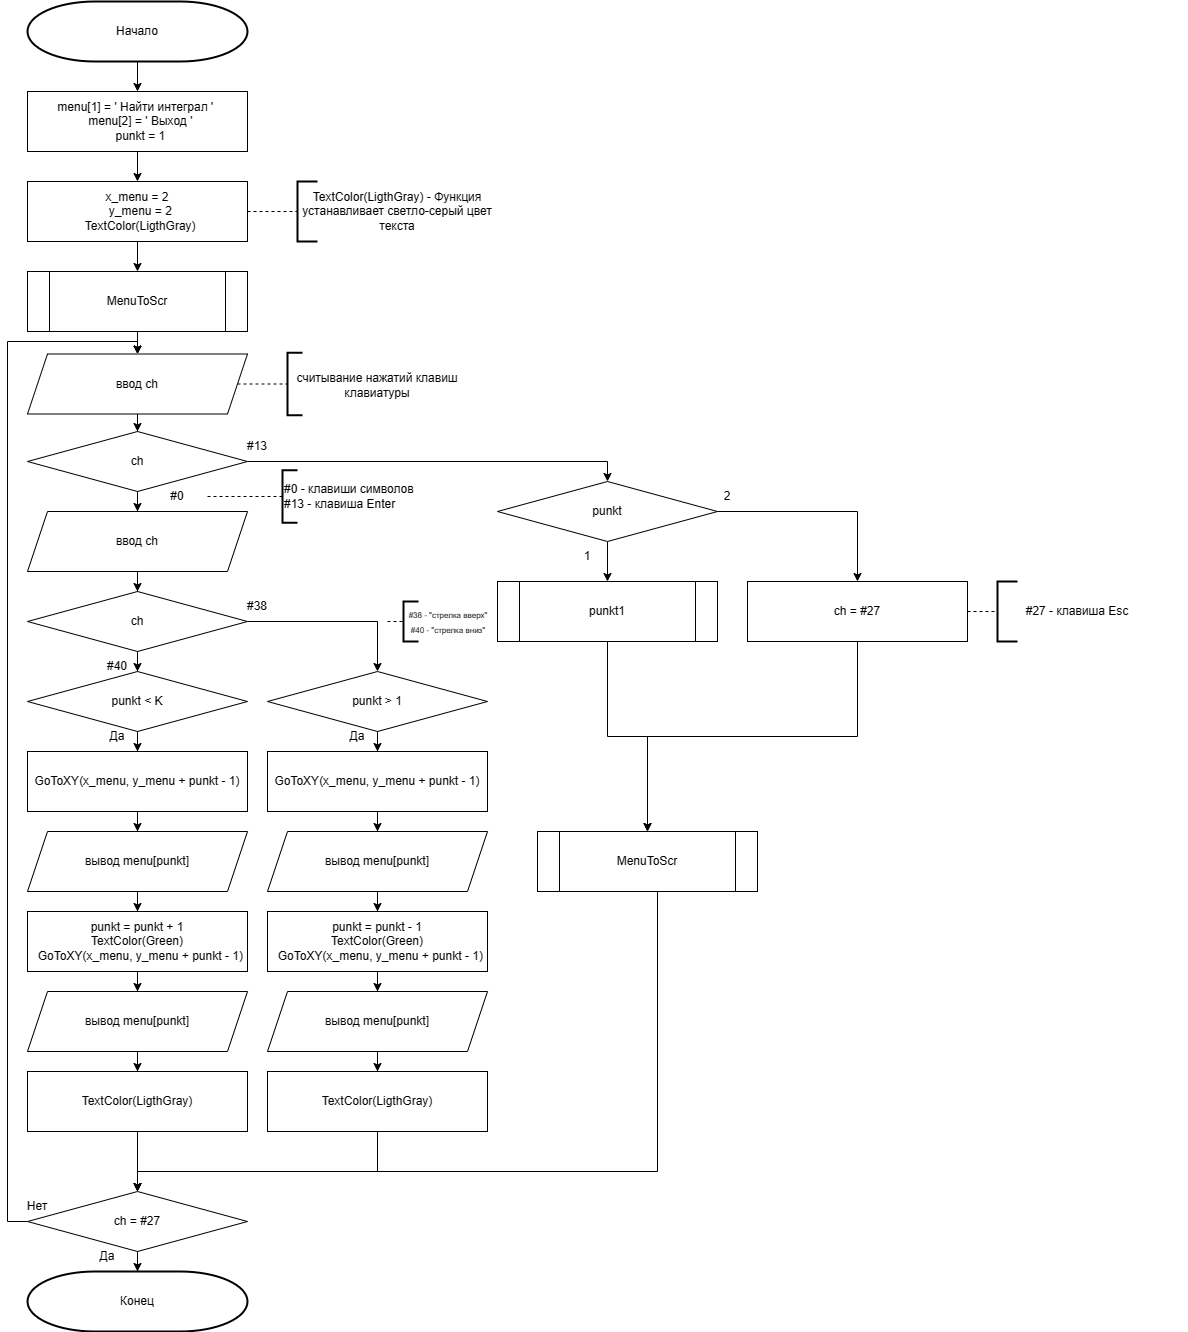 Начало
menu[1] = ' Найти интеграл '
menu[2] = ' Выход '
punkt = 1
x_menu = 2
y_menu = 2
TextColor(LigthGray)
TextColor(LigthGray) - Функция
устанавливает светло-серый цвет
текста
MenuToScr
ввод ch
считывание нажатий клавиш
клавиатуры
ch
#13
#0
#0 - клавиши символов
#13 - клавиша Enter
punkt
2
1
ввод ch
punkt1
ch = #27
#27 - клавиша Esc
ch
#38
#38 - "стрелка вверх"
#40 - "стрелка вниз"
#40
punkt < K
punkt > 1
Да
Да
GoToXY(x_menu, y_menu + punkt - 1)
GoToXY(x_menu, y_menu + punkt - 1)
вывод menu[punkt]
вывод menu[punkt]
MenuToScr
punkt = punkt + 1
TextColor(Green)
GoToXY(x_menu, y_menu + punkt - 1)
punkt = punkt - 1
TextColor(Green)
GoToXY(x_menu, y_menu + punkt - 1)
вывод menu[punkt]
вывод menu[punkt]
TextColor(LigthGray)
TextColor(LigthGray)
Нет
ch = #27
Да
Конец